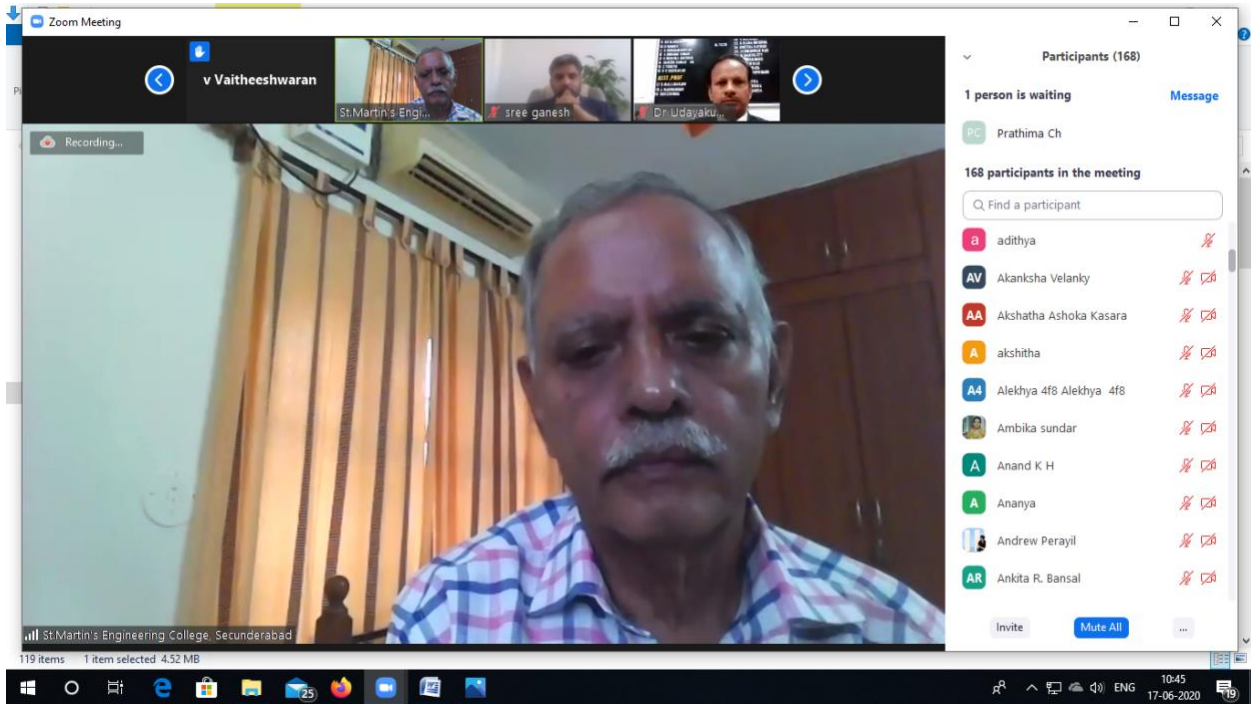 Zoom Meeting
v Vaitheeshwaran
St.Martin's Engi...
sree ganesh
Dr Udayaku...
Recording...
St.Martin's Engineering College, Secunderabad
Participants (168)
1 person is waiting
Message
PC
Prathima Ch
168 participants in the meeting
Find a participant
a adithya
AV Akanksha Velanky
AA Akshatha Ashoka Kasara
A akshitha
A4 Alekhya 4f8 Alekhya 4f8
Ambika sundar
A Anand K H
A Ananya
Andrew Perayil
AR Ankita R. Bansal
Invite
Mute All
...
119 items 1 item selected 4.52 MB
25
ENG
10:45
17-06-2020
19